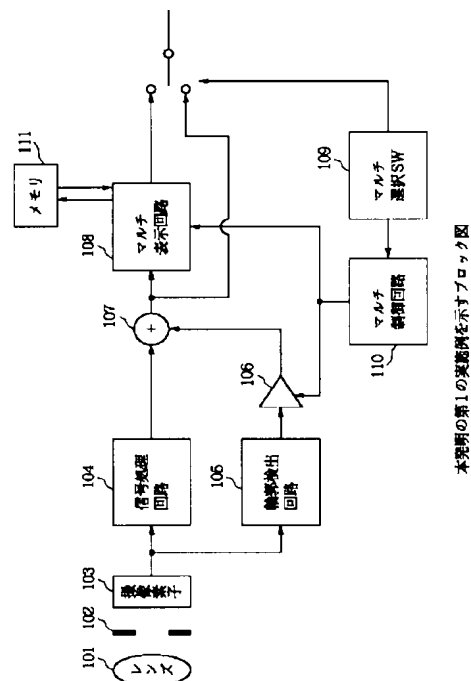 111
メモリ
108
マルチ
表示回路
107
+
109
マルチ
選択SW
106
110
マルチ
制御回路
104
信号処理
回路
105
輪郭検出
回路
103
撮像素子
102
101
レンズ
本発明の第1の実施例を示すブロック図